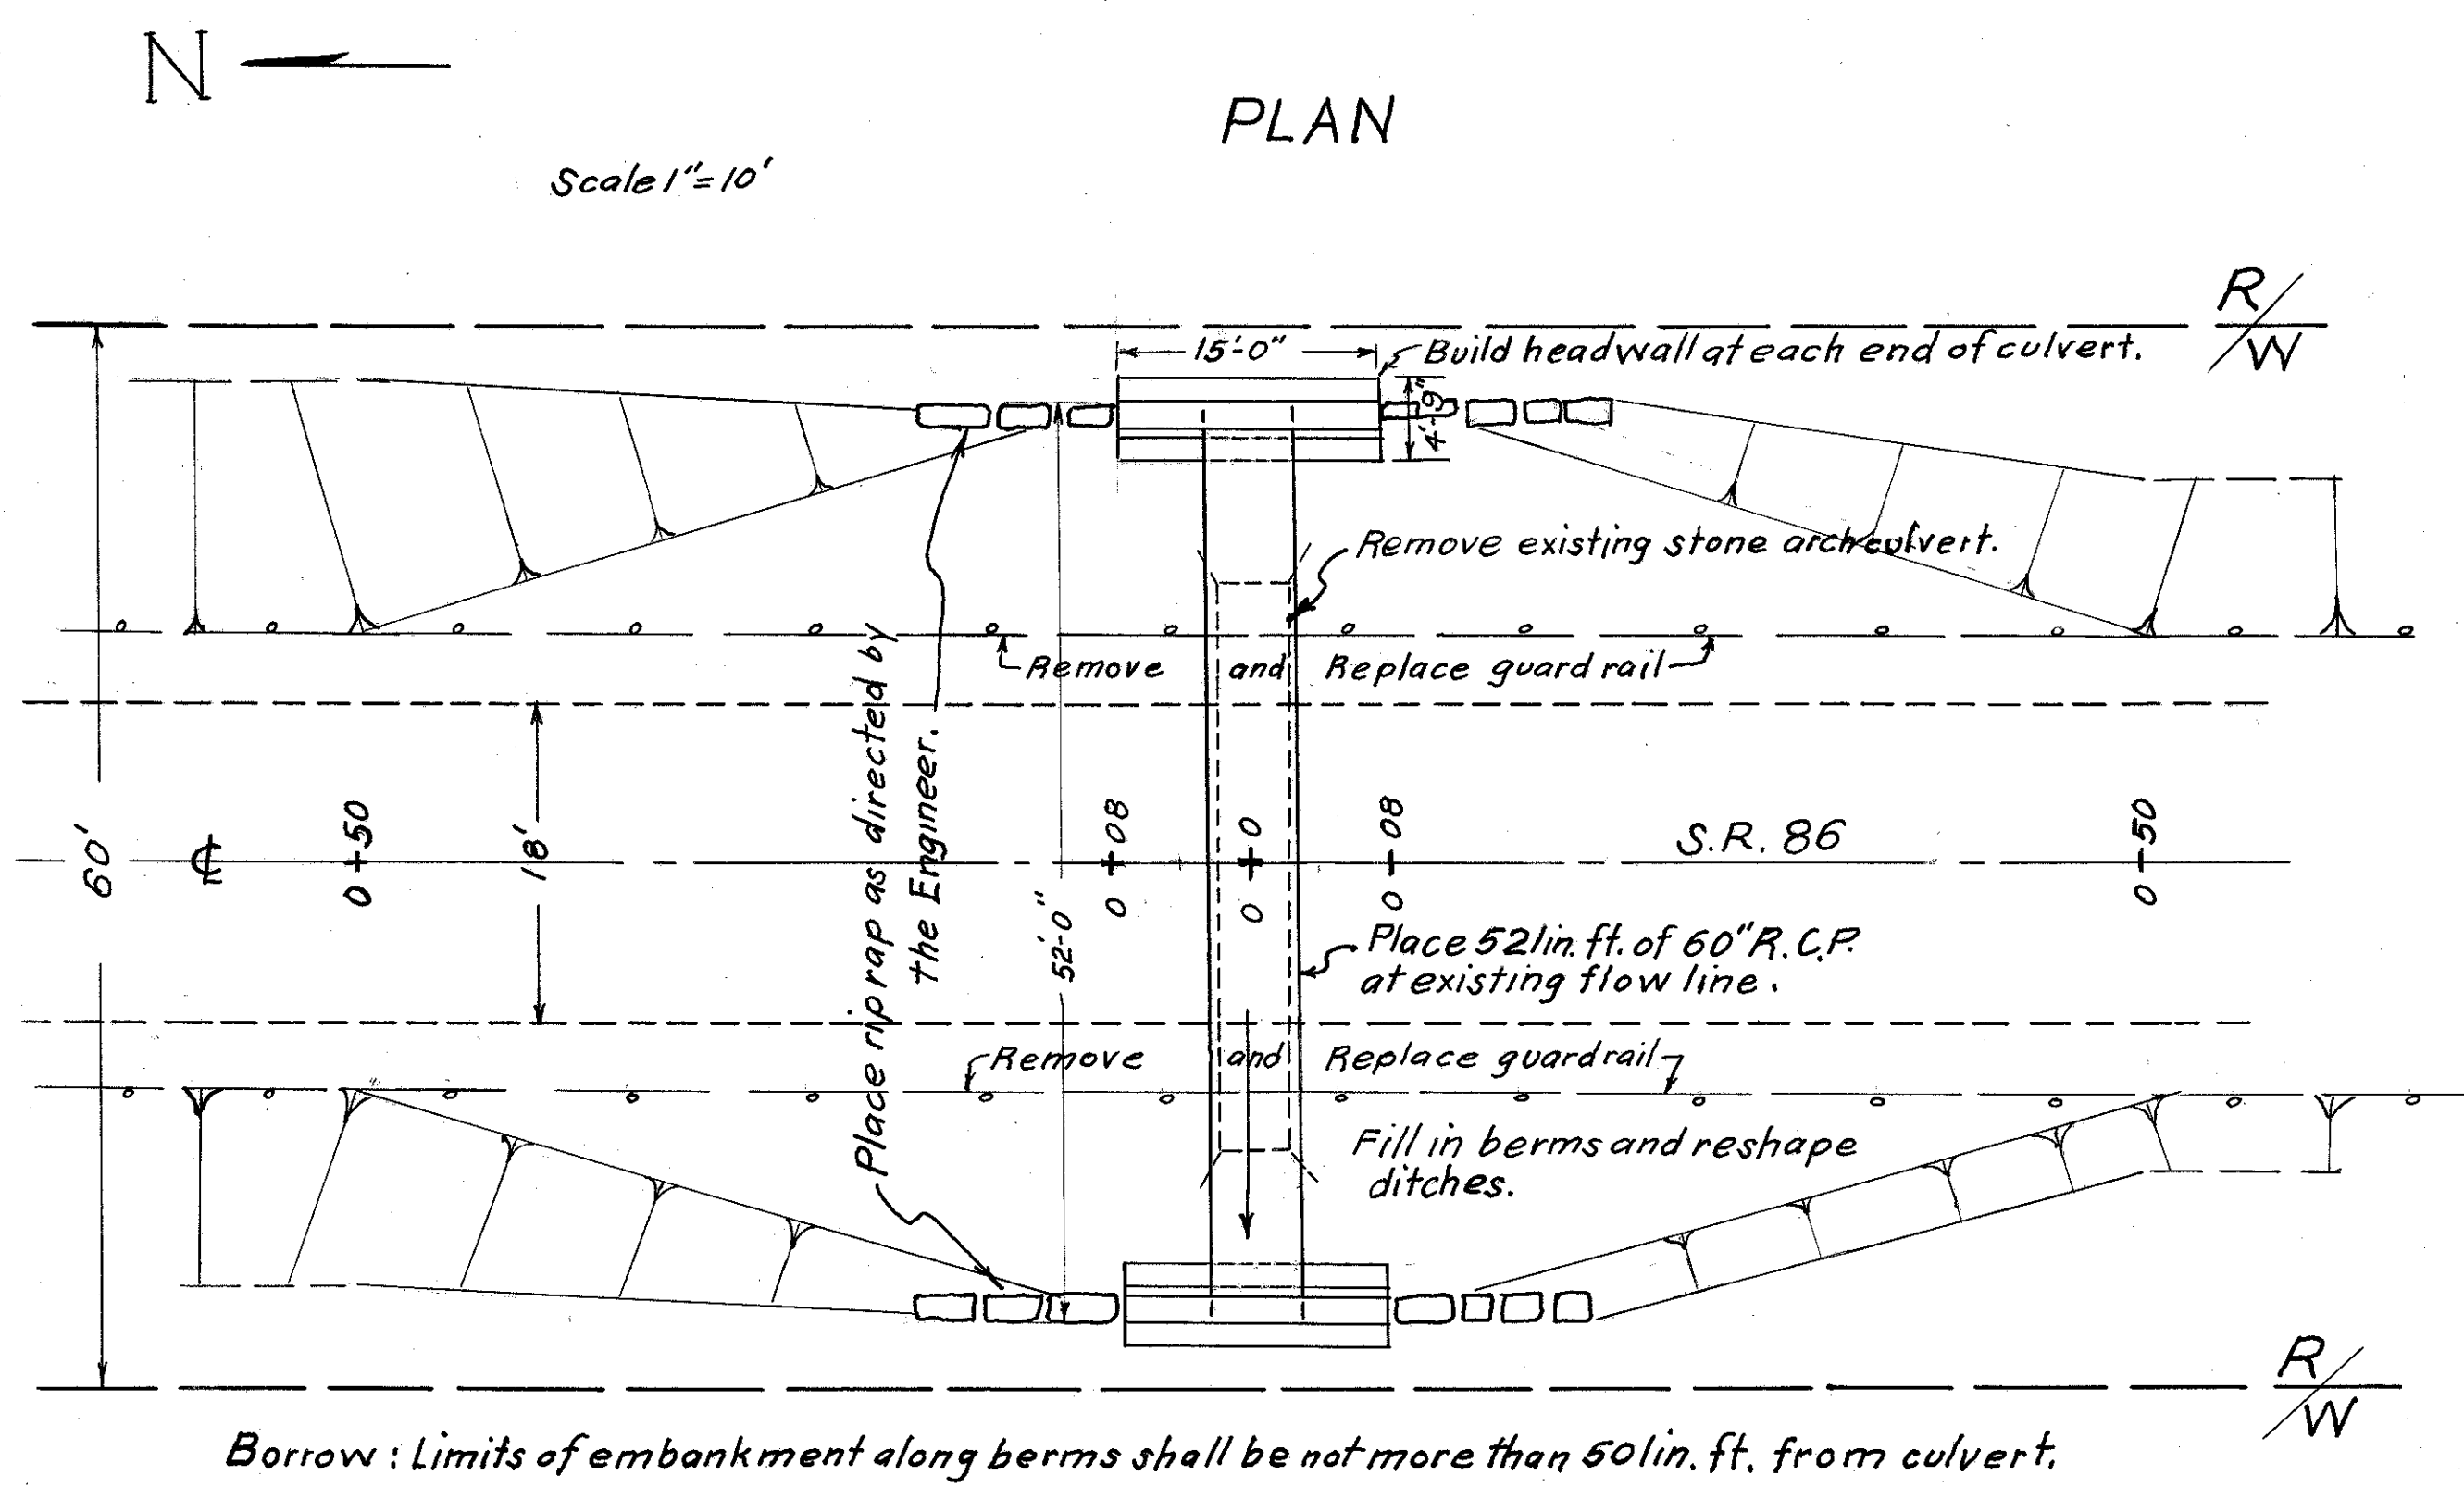 N
PLAN
Scale 1"=10'
R/W
15'-0"
Build headwall at each end of culvert.
4'-9"
Remove existing stone arch culvert.
Remove and Replace guard rail
Place riprap as directed by
the Engineer.
60'
℄
0+50
18'
52'-0"
0+08
0+0
0-08
S.R. 86
0-50
Place 52 lin. ft. of 60" R.C.P.
at existing flow line.
Remove and Replace guard rail
Fill in berms and reshape
ditches.
R/W
Borrow: Limits of embankment along berms shall be not more than 50 lin. ft. from culvert.